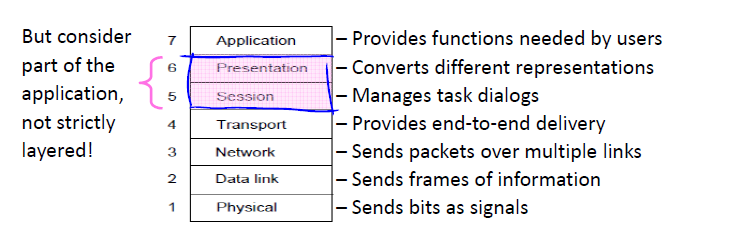 But consider
part of the
application,
not strictly
layered!
7 Application – Provides functions needed by users
6 Presentation – Converts different representations
5 Session – Manages task dialogs
4 Transport – Provides end-to-end delivery
3 Network – Sends packets over multiple links
2 Data link – Sends frames of information
1 Physical – Sends bits as signals